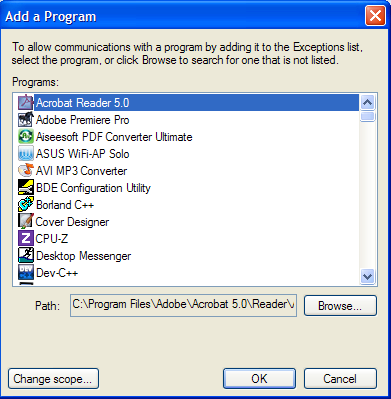 Add a Program
To allow communications with a program by adding it to the Exceptions list,
select the program, or click Browse to search for one that is not listed.
Programs:
Acrobat Reader 5.0
Adobe Premiere Pro
Aiseesoft PDF Converter Ultimate
ASUS WiFi-AP Solo
AVI MP3 Converter
BDE Configuration Utility
Borland C++
Cover Designer
CPU-Z
Desktop Messenger
Dev-C++
Path: C:\Program Files\Adobe\Acrobat 5.0\Reader\ Browse...
Change scope... OK Cancel